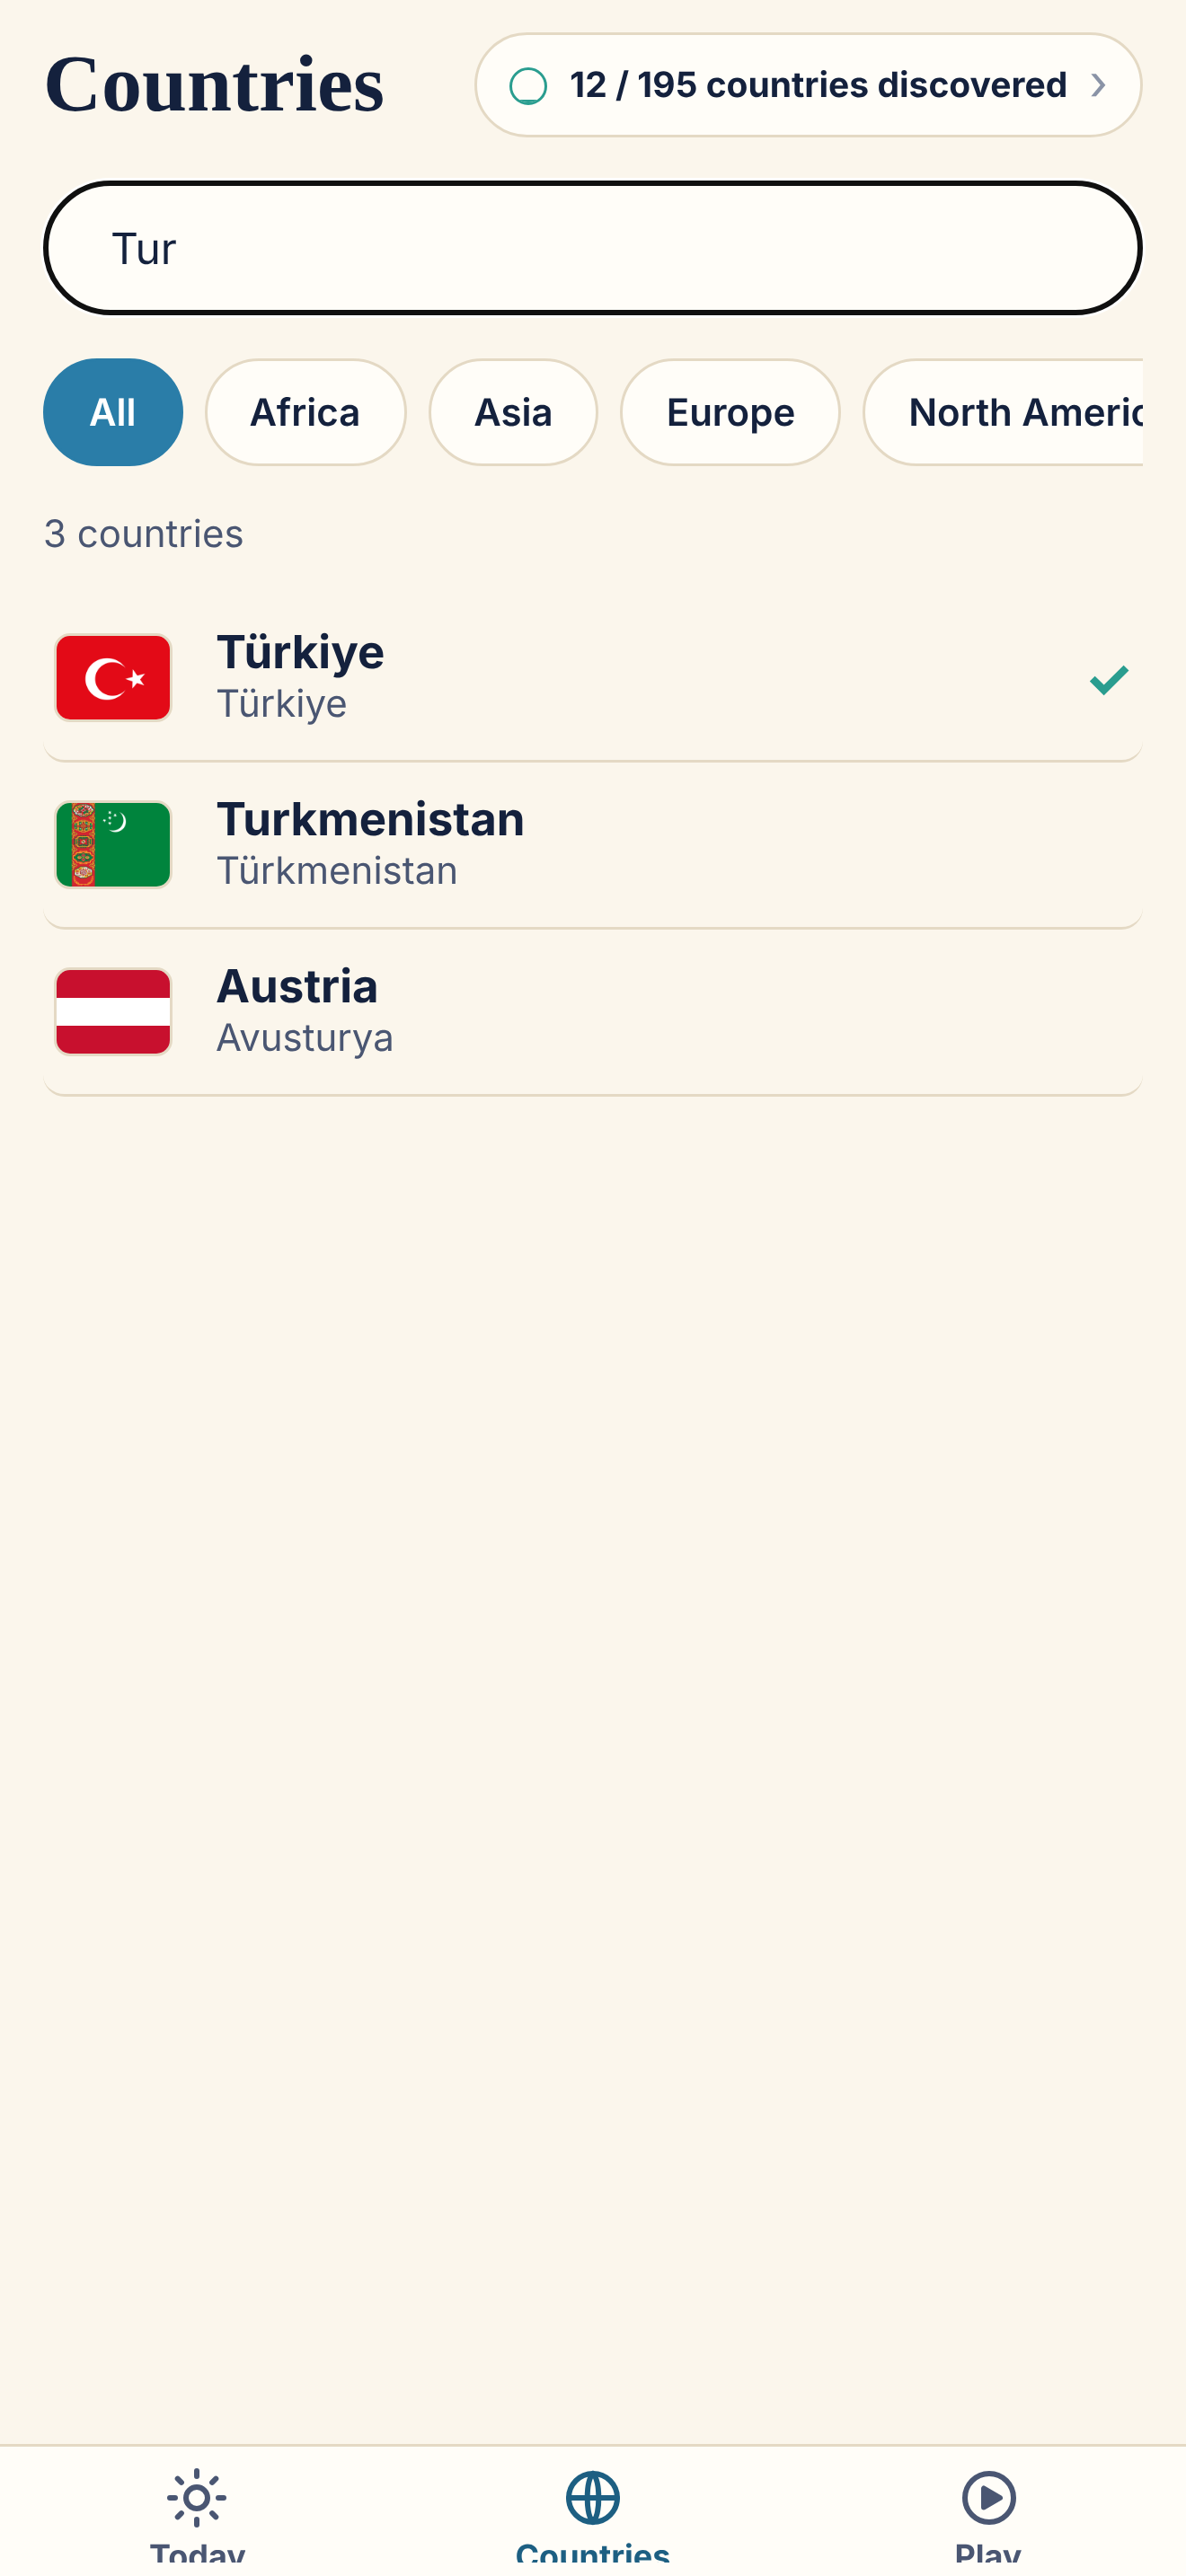 Countries
12 / 195 countries discovered
Tur
All
Africa
Asia
Europe
North Americ
3 countries
Türkiye
Türkiye
Turkmenistan
Türkmenistan
Austria
Avusturya
Today
Countries
Play